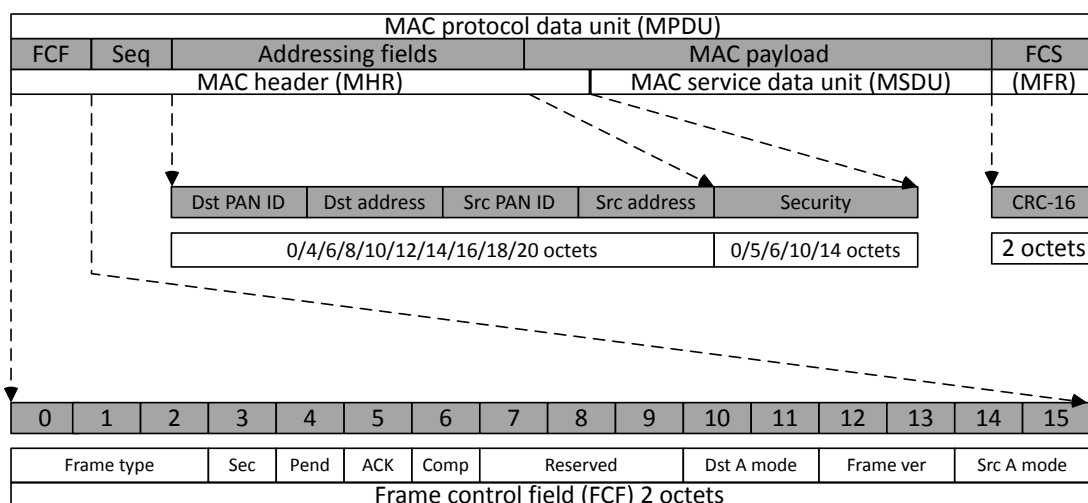 MAC protocol data unit (MPDU)
FCF Seq Addressing fields MAC payload FCS
MAC header (MHR) MAC service data unit (MSDU) (MFR)
Dst PAN ID Dst address Src PAN ID Src address Security CRC-16
0/4/6/8/10/12/14/16/18/20 octets 0/5/6/10/14 octets 2 octets
0 1 2 3 4 5 6 7 8 9 10 11 12 13 14 15
Frame type Sec Pend ACK Comp Reserved Dst A mode Frame ver Src A mode
Frame control field (FCF) 2 octets